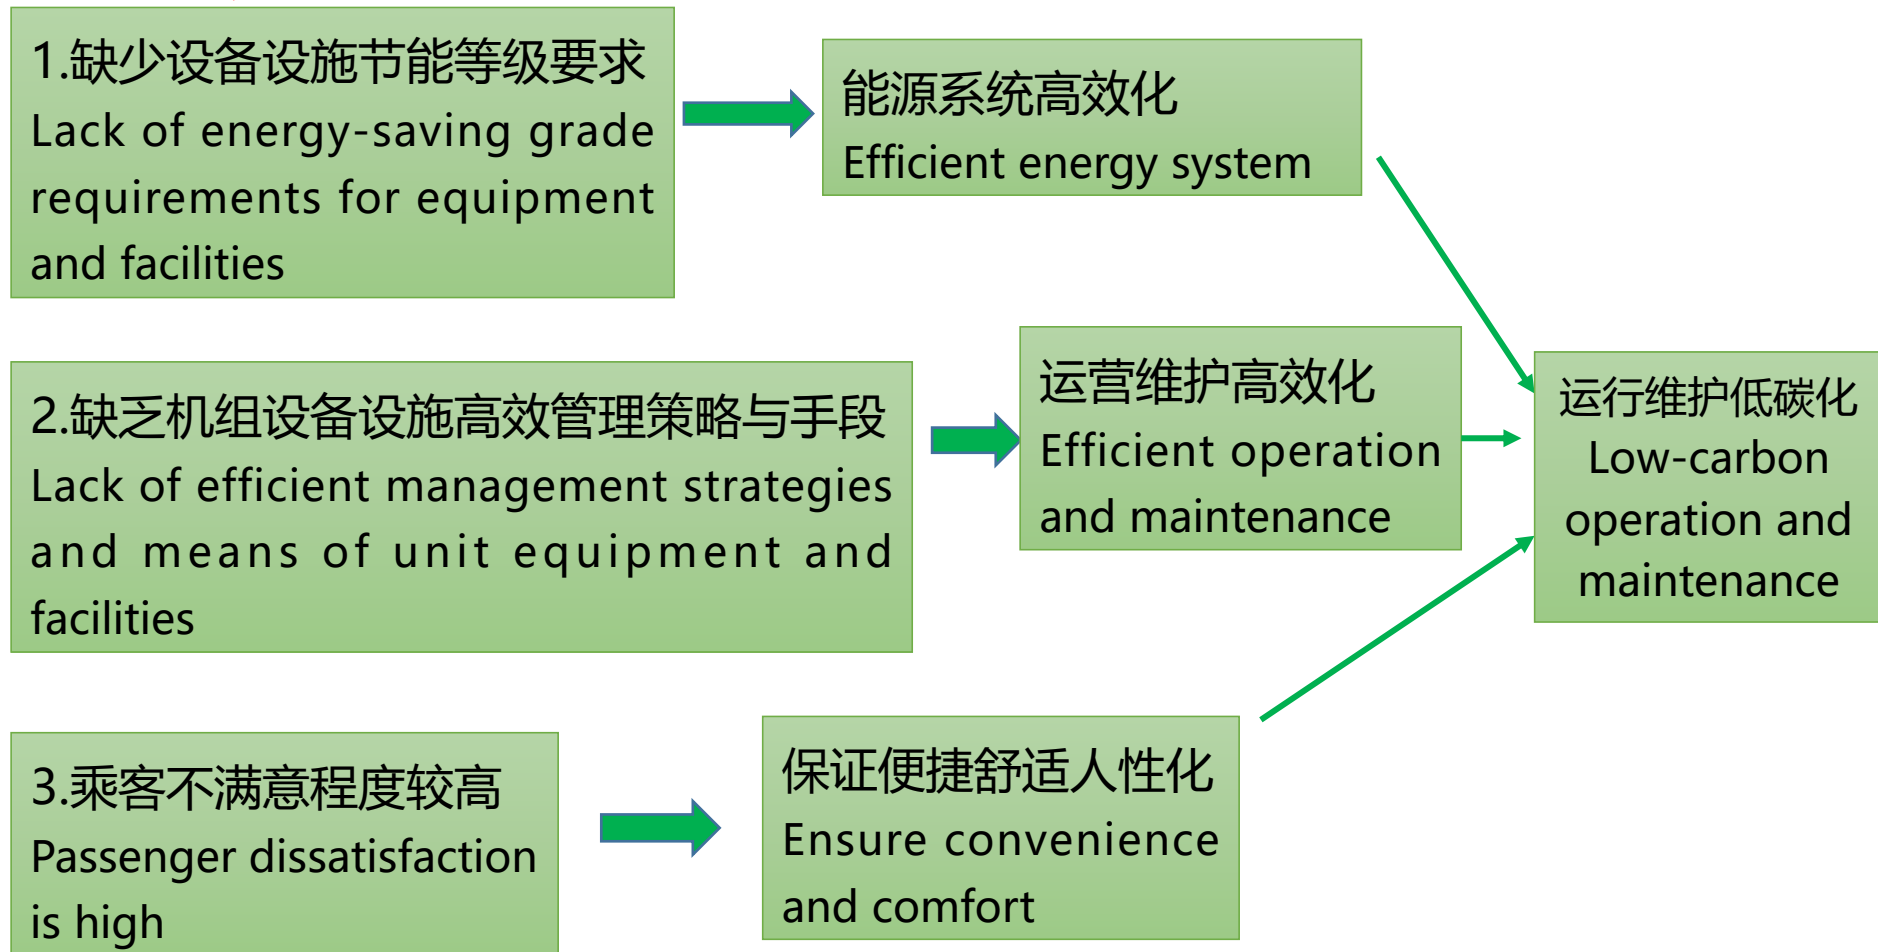 1.缺少设备设施节能等级要求
Lack of energy-saving grade
requirements for equipment
and facilities
能源系统高效化
Efficient energy system
2.缺乏机组设备设施高效管理策略与手段
Lack of efficient management strategies
and means of unit equipment and
facilities
运营维护高效化
Efficient operation
and maintenance
运行维护低碳化
Low-carbon
operation and
maintenance
3.乘客不满意程度较高
Passenger dissatisfaction
is high
保证便捷舒适人性化
Ensure convenience
and comfort